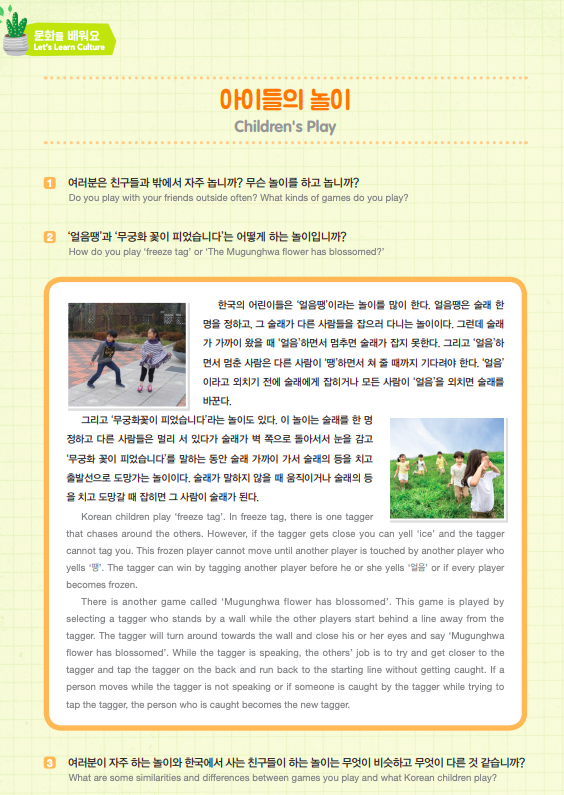 문화를 배워요
Let's Learn Culture
아이들의 놀이
Children's Play
1 여러분은 친구들과 밖에서 자주 놉니까? 무슨 놀이를 하고 놉니까?
Do you play with your friends outside often? What kinds of games do you play?
2 ‘얼음땡’과 ‘무궁화 꽃이 피었습니다’는 어떻게 하는 놀이입니까?
How do you play ‘freeze tag’ or ‘The Mugunghwa flower has blossomed?’
한국의 어린이들은 ‘얼음땡’이라는 놀이를 많이 한다. 얼음땡은 술래 한
명을 정하고, 그 술래가 다른 사람들을 잡으러 다니는 놀이이다. 그런데 술래
가 가까이 왔을 때 ‘얼음’하면서 멈추면 술래가 잡지 못한다. 그리고 ‘얼음’하
면서 멈춘 사람은 다른 사람이 ‘땡’하면서 쳐 줄 때까지 기다려야 한다. ‘얼음’
이라고 외치기 전에 술래에게 잡히거나 모든 사람이 ‘얼음’을 외치면 술래를
바꾼다.
그리고 ‘무궁화꽃이 피었습니다’라는 놀이도 있다. 이 놀이는 술래를 한 명
정하고 다른 사람들은 멀리 서 있다가 술래가 벽 쪽으로 돌아서서 눈을 감고
‘무궁화 꽃이 피었습니다’를 말하는 동안 술래 가까이 가서 술래의 등을 치고
출발선으로 도망가는 놀이이다. 술래가 말하지 않을 때 움직이거나 술래의 등
을 치고 도망갈 때 잡히면 그 사람이 술래가 된다.
Korean children play ‘freeze tag’. In freeze tag, there is one tagger
that chases around the others. However, if the tagger gets close you can yell ‘ice’ and the tagger
cannot tag you. This frozen player cannot move until another player is touched by another player who
yells ‘땡’. The tagger can win by tagging another player before he or she yells ‘얼음’ or if every player
becomes frozen.
There is another game called ‘Mugunghwa flower has blossomed’. This game is played by
selecting a tagger who stands by a wall while the other players start behind a line away from the
tagger. The tagger will turn around towards the wall and close his or her eyes and say ‘Mugunghwa
flower has blossomed’. While the tagger is speaking, the others’ job is to try and get closer to the
tagger and tap the tagger on the back and run back to the starting line without getting caught. If a
person moves while the tagger is not speaking or if someone is caught by the tagger while trying to
tap the tagger, the person who is caught becomes the new tagger.
3 여러분이 자주 하는 놀이와 한국에서 사는 친구들이 하는 놀이는 무엇이 비슷하고 무엇이 다른 것 같습니까?
What are some similarities and differences between games you play and what Korean children play?